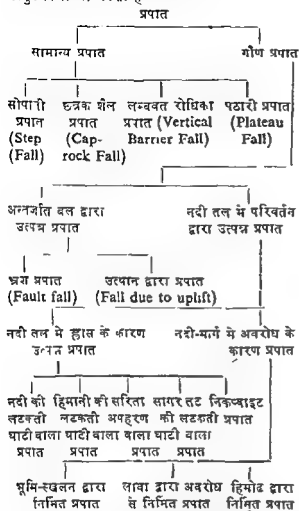 प्रपात
सामान्य प्रपात गौण प्रपात
सोपानी छत्रक शैल लम्बवत रोधिका पठारी प्रपात
प्रपात प्रपात प्रपात (Vertical (Plateau
(Step (Cap- Barrier Fall) Fall)
(Fall) rock Fall)
अन्तर्जात बल द्वारा नदी तल मे परिवर्तन
उत्पन्न प्रपात द्वारा उत्पन्न प्रपात
भ्रंश प्रपात उत्थान द्वारा प्रपात
(Fault fall) (Fall due to uplift)
नदी तल मे ह्रास के कारण नदी-मार्ग मे अवरोध के
उत्पन्न प्रपात कारण प्रपात
नदी की हिमानी की सरिता सागर तट निकप्वाइट
लटकती लटकती अपहरण की लटकती प्रपात
घाटी वाला घाटी वाला वाला घाटी वाला
प्रपात प्रपात प्रपात प्रपात
भूमि-स्खलन द्वारा लावा द्वारा अवरोध हिमोढ द्वारा
निर्मित प्रपात से निर्मित प्रपात निर्मित प्रपात